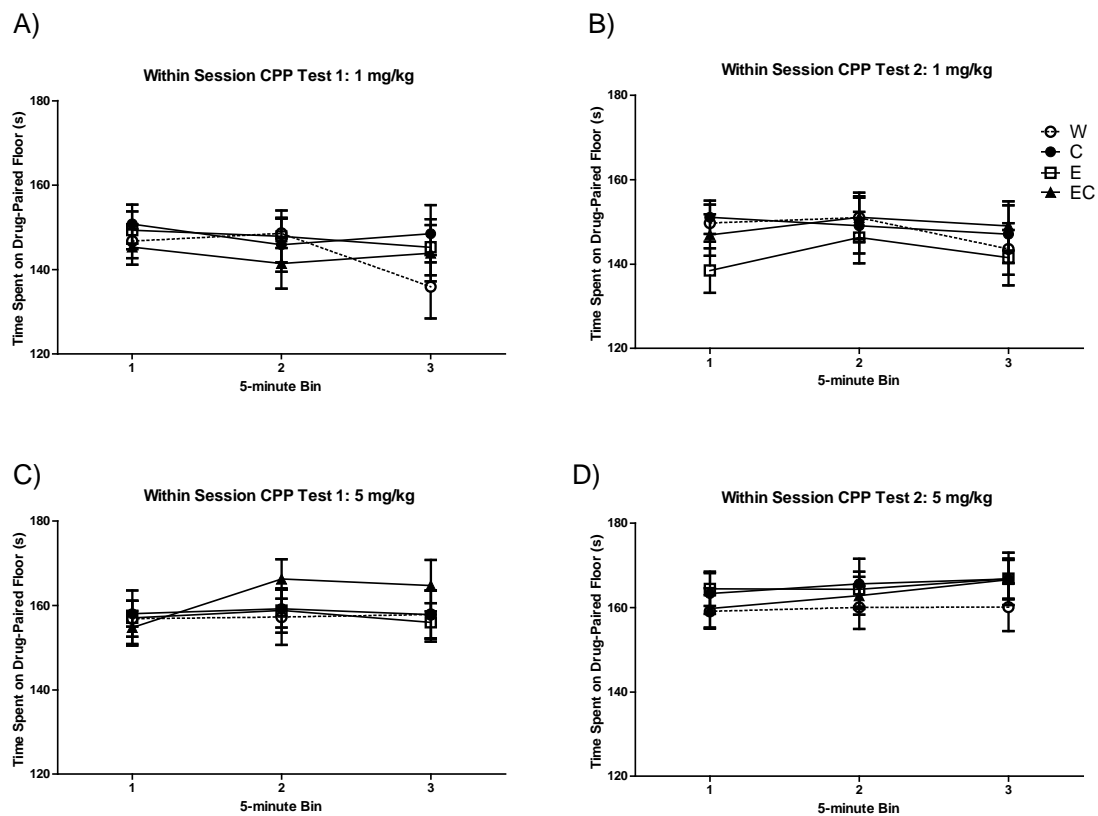 A)
Within Session CPP Test 1: 1 mg/kg
Time Spent on Drug-Paired Floor (s)
180
160
140
120
1 2 3
5-minute Bin
B)
Within Session CPP Test 2: 1 mg/kg
Time Spent on Drug-Paired Floor (s)
180
160
140
120
1 2 3
5-minute Bin
W
C
E
EC
C)
Within Session CPP Test 1: 5 mg/kg
Time Spent on Drug-Paired Floor (s)
180
160
140
120
1 2 3
5-minute Bin
D)
Within Session CPP Test 2: 5 mg/kg
Time Spent on Drug-Paired Floor (s)
180
160
140
120
1 2 3
5-minute Bin